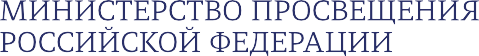 МИНИСТЕРСТВО ПРОСВЕЩЕНИЯ
РОССИЙСКОЙ ФЕДЕРАЦИИ